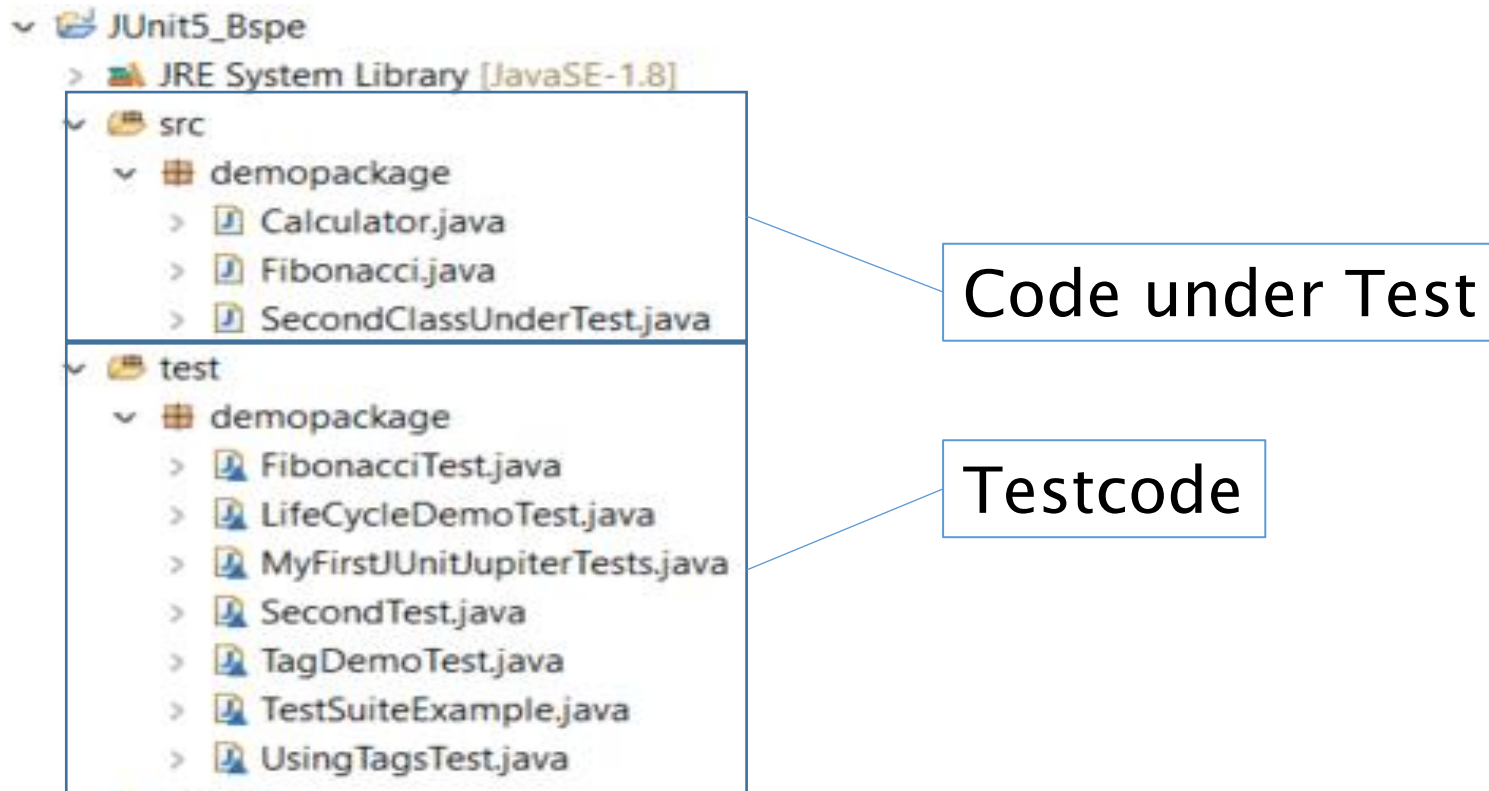 JUnit5_Bspe
JRE System Library [JavaSE-1.8]
src
demopackage
Calculator.java
Fibonacci.java
SecondClassUnderTest.java
Code under Test
test
demopackage
FibonacciTest.java
LifeCycleDemoTest.java
MyFirstJUnitJupiterTests.java
SecondTest.java
TagDemoTest.java
TestSuiteExample.java
UsingTagsTest.java
Testcode